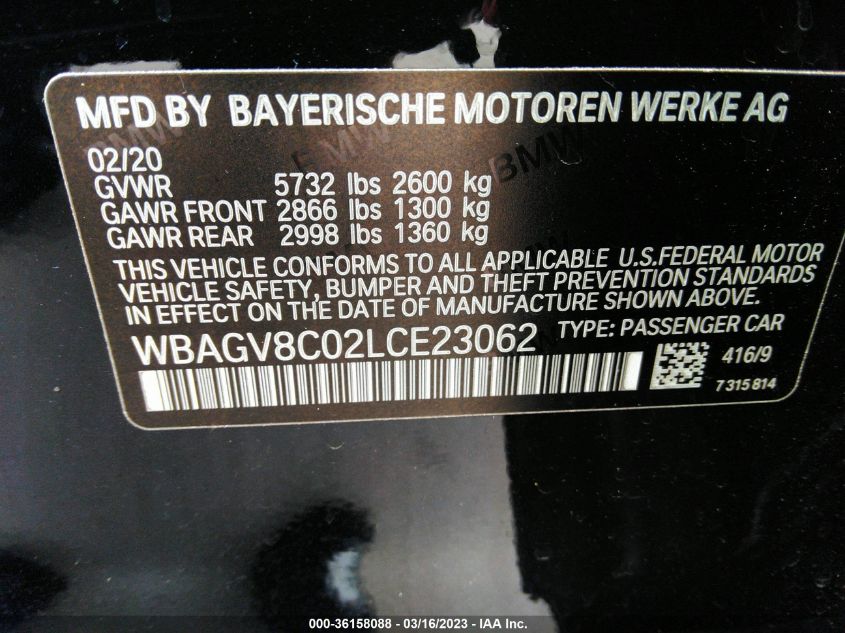 MFD BY BAYERISCHE MOTOREN WERKE AG
BMW BMW BMW
02/20
GVWR 5732 lbs 2600 kg
GAWR FRONT 2866 lbs 1300 kg
GAWR REAR 2998 lbs 1360 kg
THIS VEHICLE CONFORMS TO ALL APPLICABLE U.S.FEDERAL MOTOR
VEHICLE SAFETY, BUMPER AND THEFT PREVENTION STANDARDS
IN EFFECT ON THE DATE OF MANUFACTURE SHOWN ABOVE.
WBAGV8C02LCE23062 TYPE: PASSENGER CAR
416/9
7 315 814
000-36158088 - 03/16/2023 - IAA Inc.